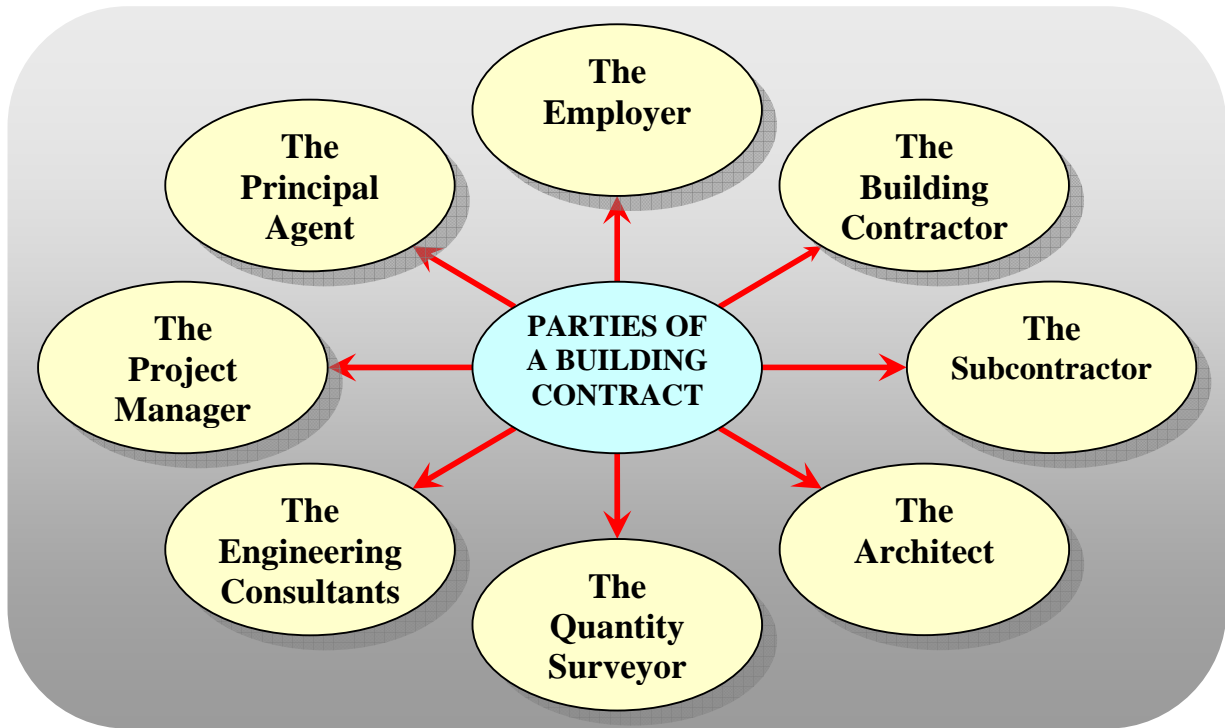 The
Employer
The
Principal
Agent
The
Building
Contractor
The
Project
Manager
PARTIES OF
A BUILDING
CONTRACT
The
Subcontractor
The
Engineering
Consultants
The
Quantity
Surveyor
The
Architect